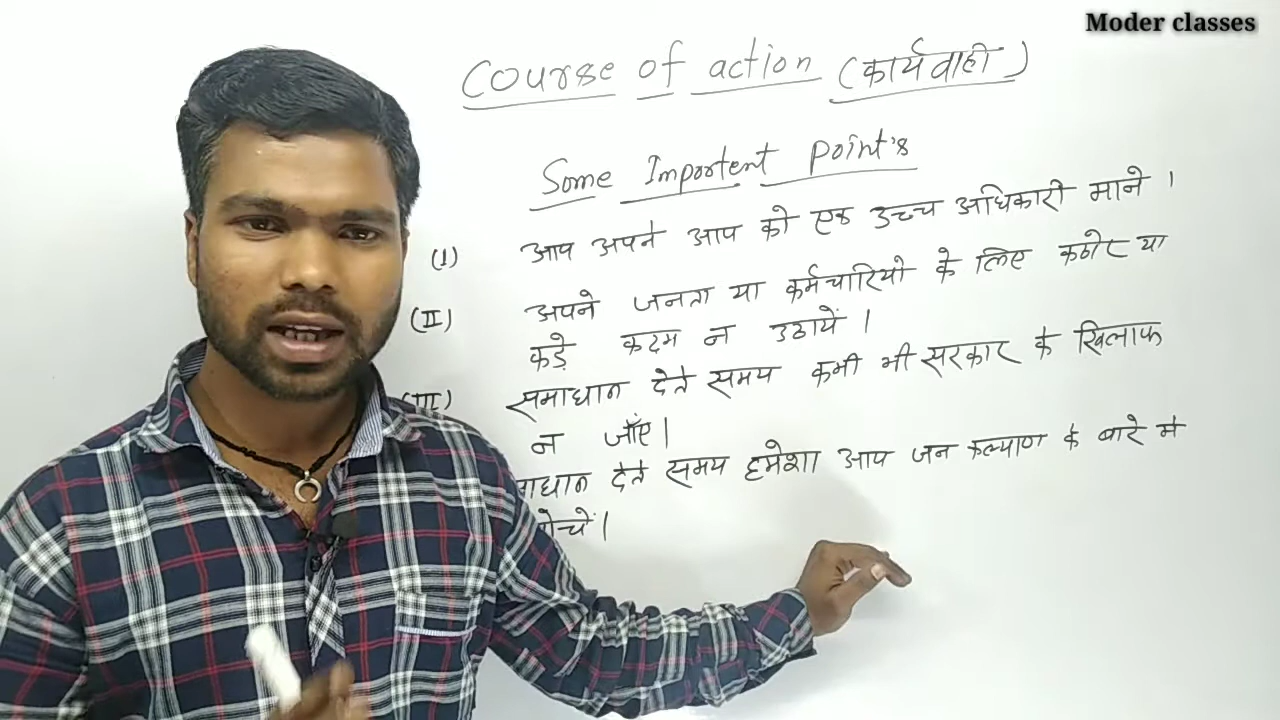 Moder classes
Course of action (कार्यवाही)
Some Importent Point's
(I) आप अपने आप को एक उच्च अधिकारी माने ।
(II) अपने जनता या कर्मचारियो के लिए कठोर या
कड़े कदम न उठायें ।
(III) समाधान देते समय कभी भी सरकार के खिलाफ
न जाँए ।
देते समय हमेशा आप जन कल्याण के बारे मे